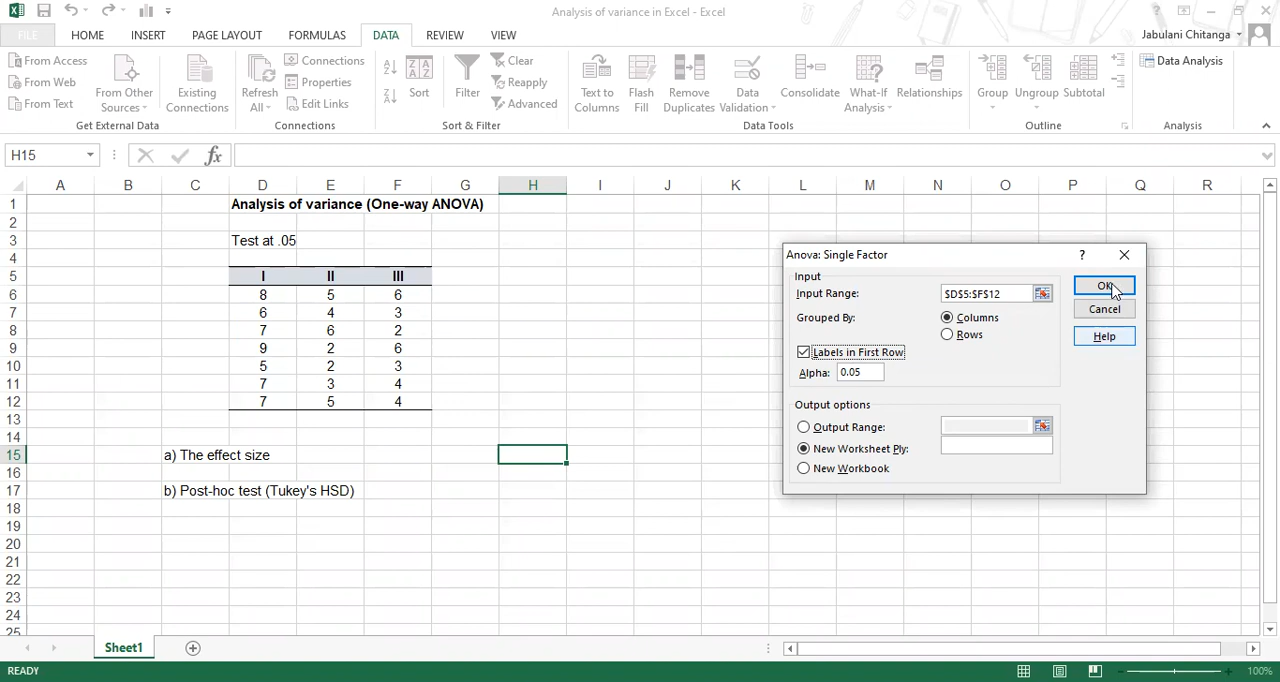 Analysis of variance in Excel - Excel
FILE HOME INSERT PAGE LAYOUT FORMULAS DATA REVIEW VIEW Jabulani Chitanga
From Access
From Web
From Text
From Other Sources
Existing Connections
Get External Data
Refresh All
Connections
Properties
Edit Links
Connections
Sort
Filter
Clear
Reapply
Advanced
Sort & Filter
Text to Columns
Flash Fill
Remove Duplicates
Data Validation
Consolidate
What-If Analysis
Relationships
Data Tools
Group
Ungroup
Subtotal
Outline
Data Analysis
Analysis
H15 fx
A B C D E F G H I J K L M N O P Q R
1 Analysis of variance (One-way ANOVA)
2
3 Test at .05
4
5 I II III
6 8 5 6
7 6 4 3
8 7 6 2
9 9 2 6
10 5 2 3
11 7 3 4
12 7 5 4
13
14
15 a) The effect size
16
17 b) Post-hoc test (Tukey's HSD)
18
19
20
21
22
23
24
25
Anova: Single Factor ?
Input
Input Range: $D$5:$F$12
Grouped By: Columns
Rows
Labels in First Row
Alpha: 0.05
Output options
Output Range:
New Worksheet Ply:
New Workbook
OK
Cancel
Help
Sheet1
READY 100%